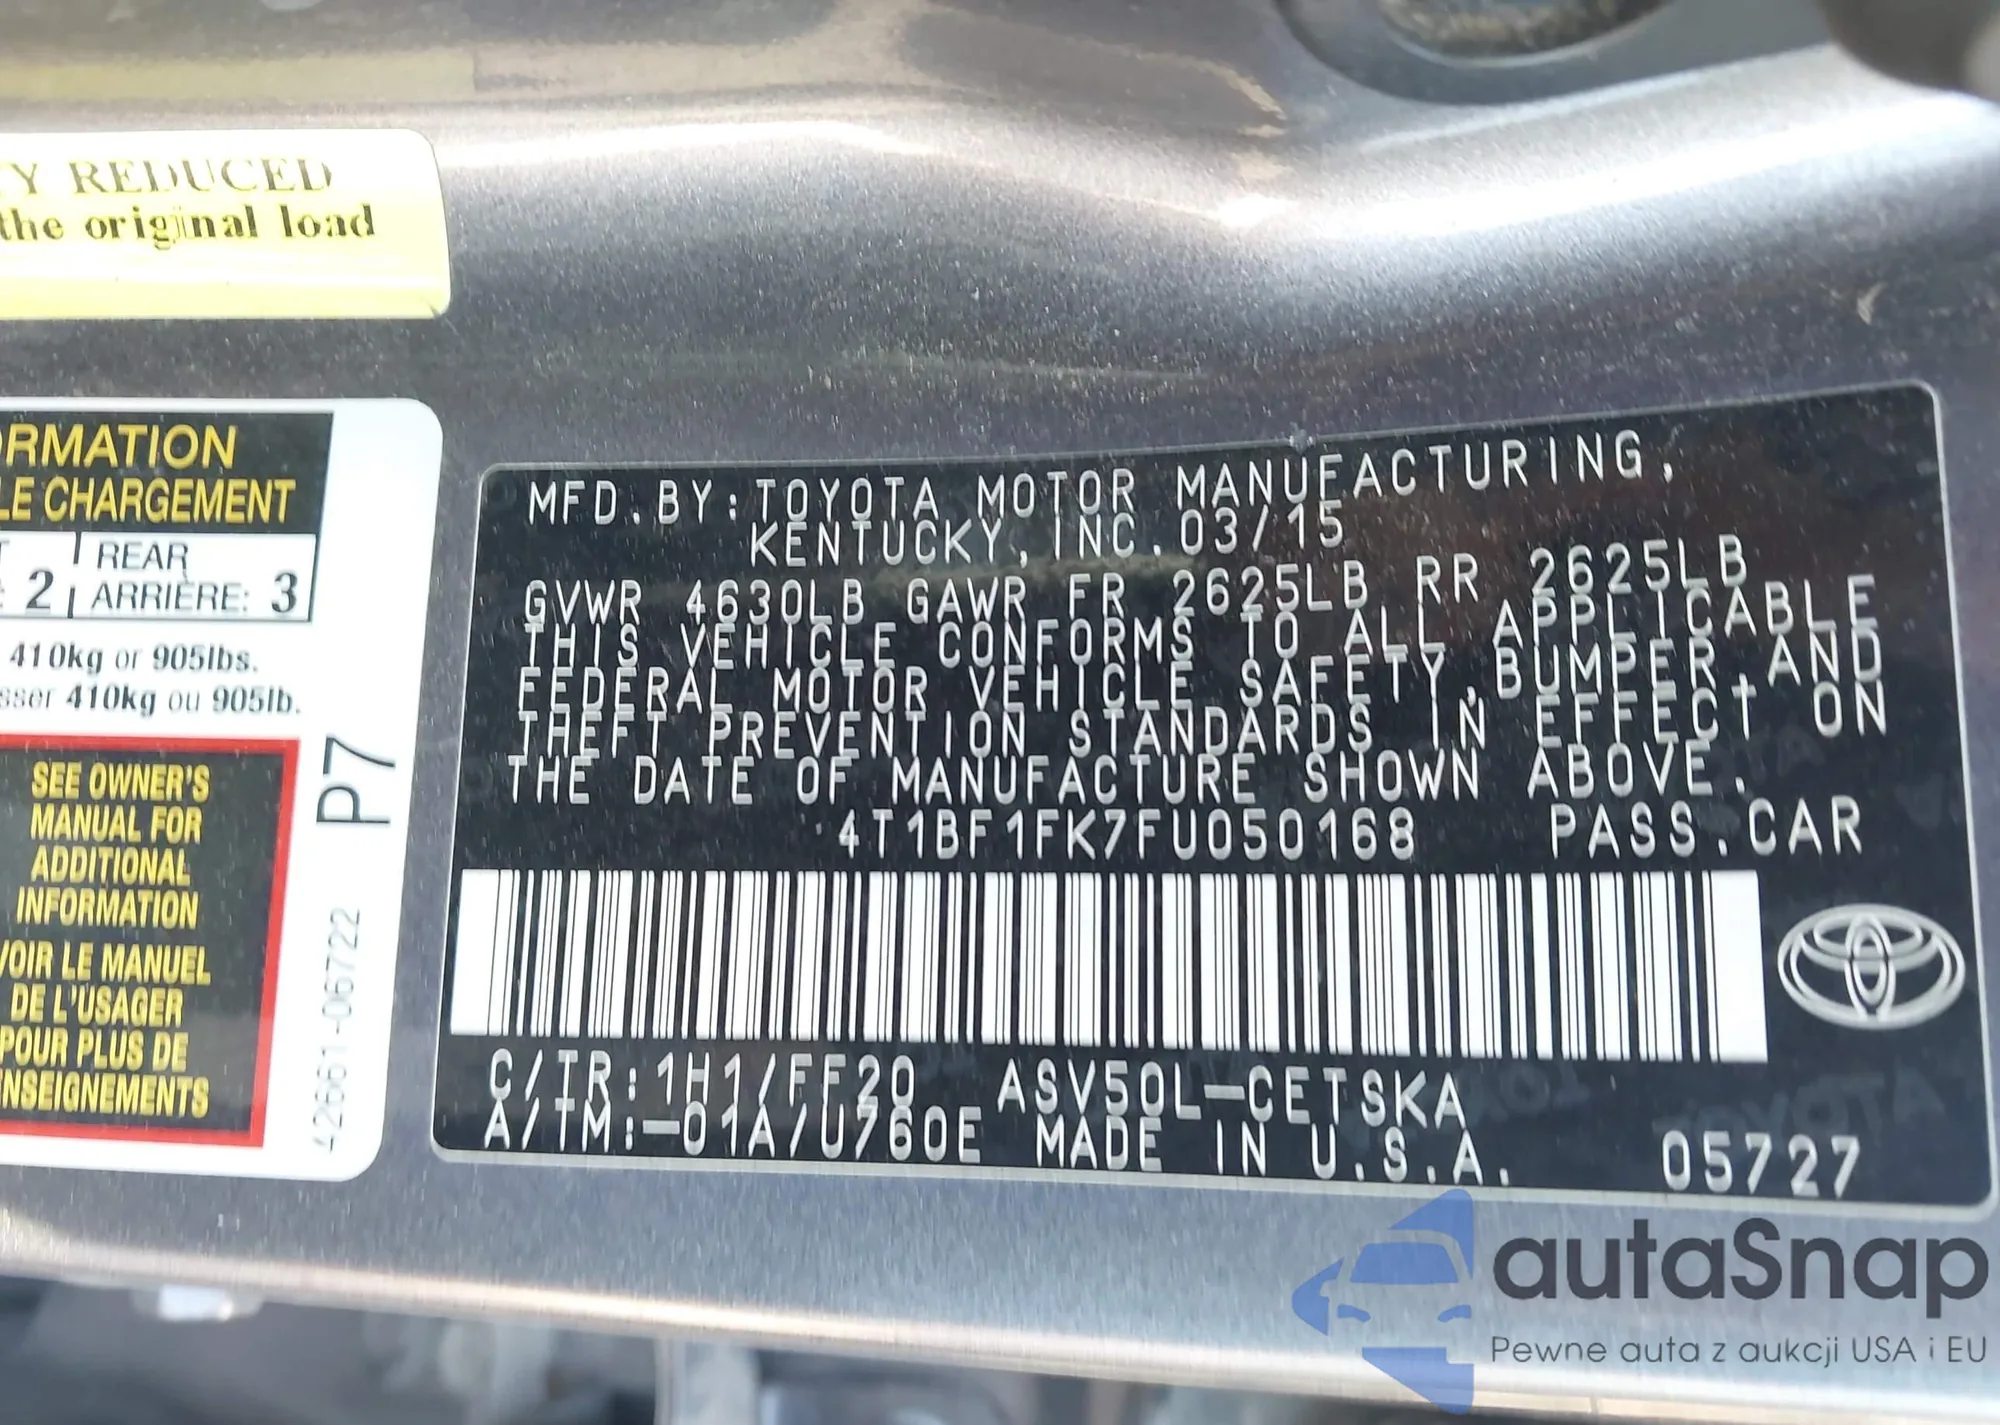 Y REDUCED
the original load
RMATION
LE CHARGEMENT
REAR
2 ARRIÈRE: 3
410kg or 905lbs.
sser 410kg ou 905lb.
SEE OWNER'S
MANUAL FOR
ADDITIONAL
INFORMATION
VOIR LE MANUEL
DE L'USAGER
POUR PLUS DE
NSEIGNEMENTS
P7
42661-06722
MFD.BY:TOYOTA MOTOR MANUFACTURING,
KENTUCKY,INC.03/15
GVWR 4630LB GAWR FR 2625LB RR 2625LB
THIS VEHICLE CONFORMS TO ALL APPLICABLE
FEDERAL MOTOR VEHICLE SAFETY,BUMPER,AND
THEFT PREVENTION STANDARDS IN EFFECT ON
THE DATE OF MANUFACTURE SHOWN ABOVE.
4T1BF1FK7FU050168 PASS.CAR
C/TR:1H1/FF20 ASV50L-CETSKA
A/TM:-01A/U760E MADE IN U.S.A. 05727
autaSnap
Pewne auta z aukcji USA i EU